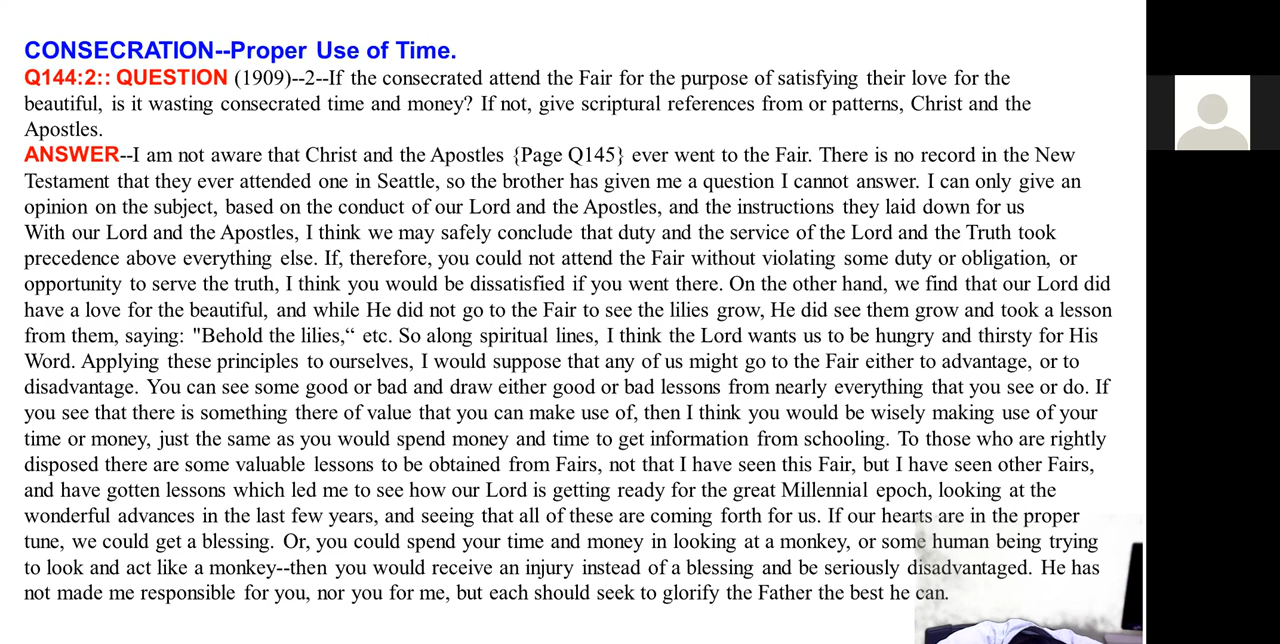 CONSECRATION--Proper Use of Time.
Q144:2:: QUESTION (1909)--2--If the consecrated attend the Fair for the purpose of satisfying their love for the
beautiful, is it wasting consecrated time and money? If not, give scriptural references from or patterns, Christ and the
Apostles.
ANSWER--I am not aware that Christ and the Apostles {Page Q145} ever went to the Fair. There is no record in the New
Testament that they ever attended one in Seattle, so the brother has given me a question I cannot answer. I can only give an
opinion on the subject, based on the conduct of our Lord and the Apostles, and the instructions they laid down for us
With our Lord and the Apostles, I think we may safely conclude that duty and the service of the Lord and the Truth took
precedence above everything else. If, therefore, you could not attend the Fair without violating some duty or obligation, or
opportunity to serve the truth, I think you would be dissatisfied if you went there. On the other hand, we find that our Lord did
have a love for the beautiful, and while He did not go to the Fair to see the lilies grow, He did see them grow and took a lesson
from them, saying: "Behold the lilies,“ etc. So along spiritual lines, I think the Lord wants us to be hungry and thirsty for His
Word. Applying these principles to ourselves, I would suppose that any of us might go to the Fair either to advantage, or to
disadvantage. You can see some good or bad and draw either good or bad lessons from nearly everything that you see or do. If
you see that there is something there of value that you can make use of, then I think you would be wisely making use of your
time or money, just the same as you would spend money and time to get information from schooling. To those who are rightly
disposed there are some valuable lessons to be obtained from Fairs, not that I have seen this Fair, but I have seen other Fairs,
and have gotten lessons which led me to see how our Lord is getting ready for the great Millennial epoch, looking at the
wonderful advances in the last few years, and seeing that all of these are coming forth for us. If our hearts are in the proper
tune, we could get a blessing. Or, you could spend your time and money in looking at a monkey, or some human being trying
to look and act like a monkey--then you would receive an injury instead of a blessing and be seriously disadvantaged. He has
not made me responsible for you, nor you for me, but each should seek to glorify the Father the best he can.